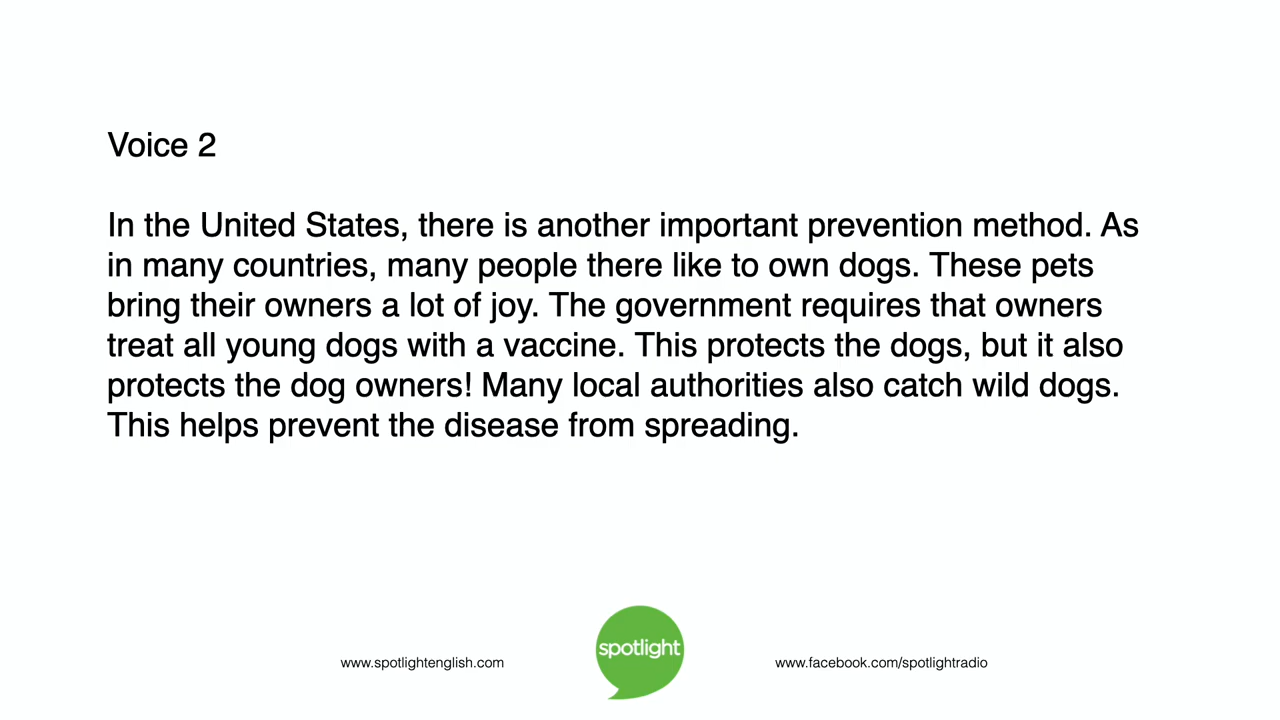 Voice 2
In the United States, there is another important prevention method. As
in many countries, many people there like to own dogs. These pets
bring their owners a lot of joy. The government requires that owners
treat all young dogs with a vaccine. This protects the dogs, but it also
protects the dog owners! Many local authorities also catch wild dogs.
This helps prevent the disease from spreading.
www.spotlightenglish.com
spotlight
www.facebook.com/spotlightradio